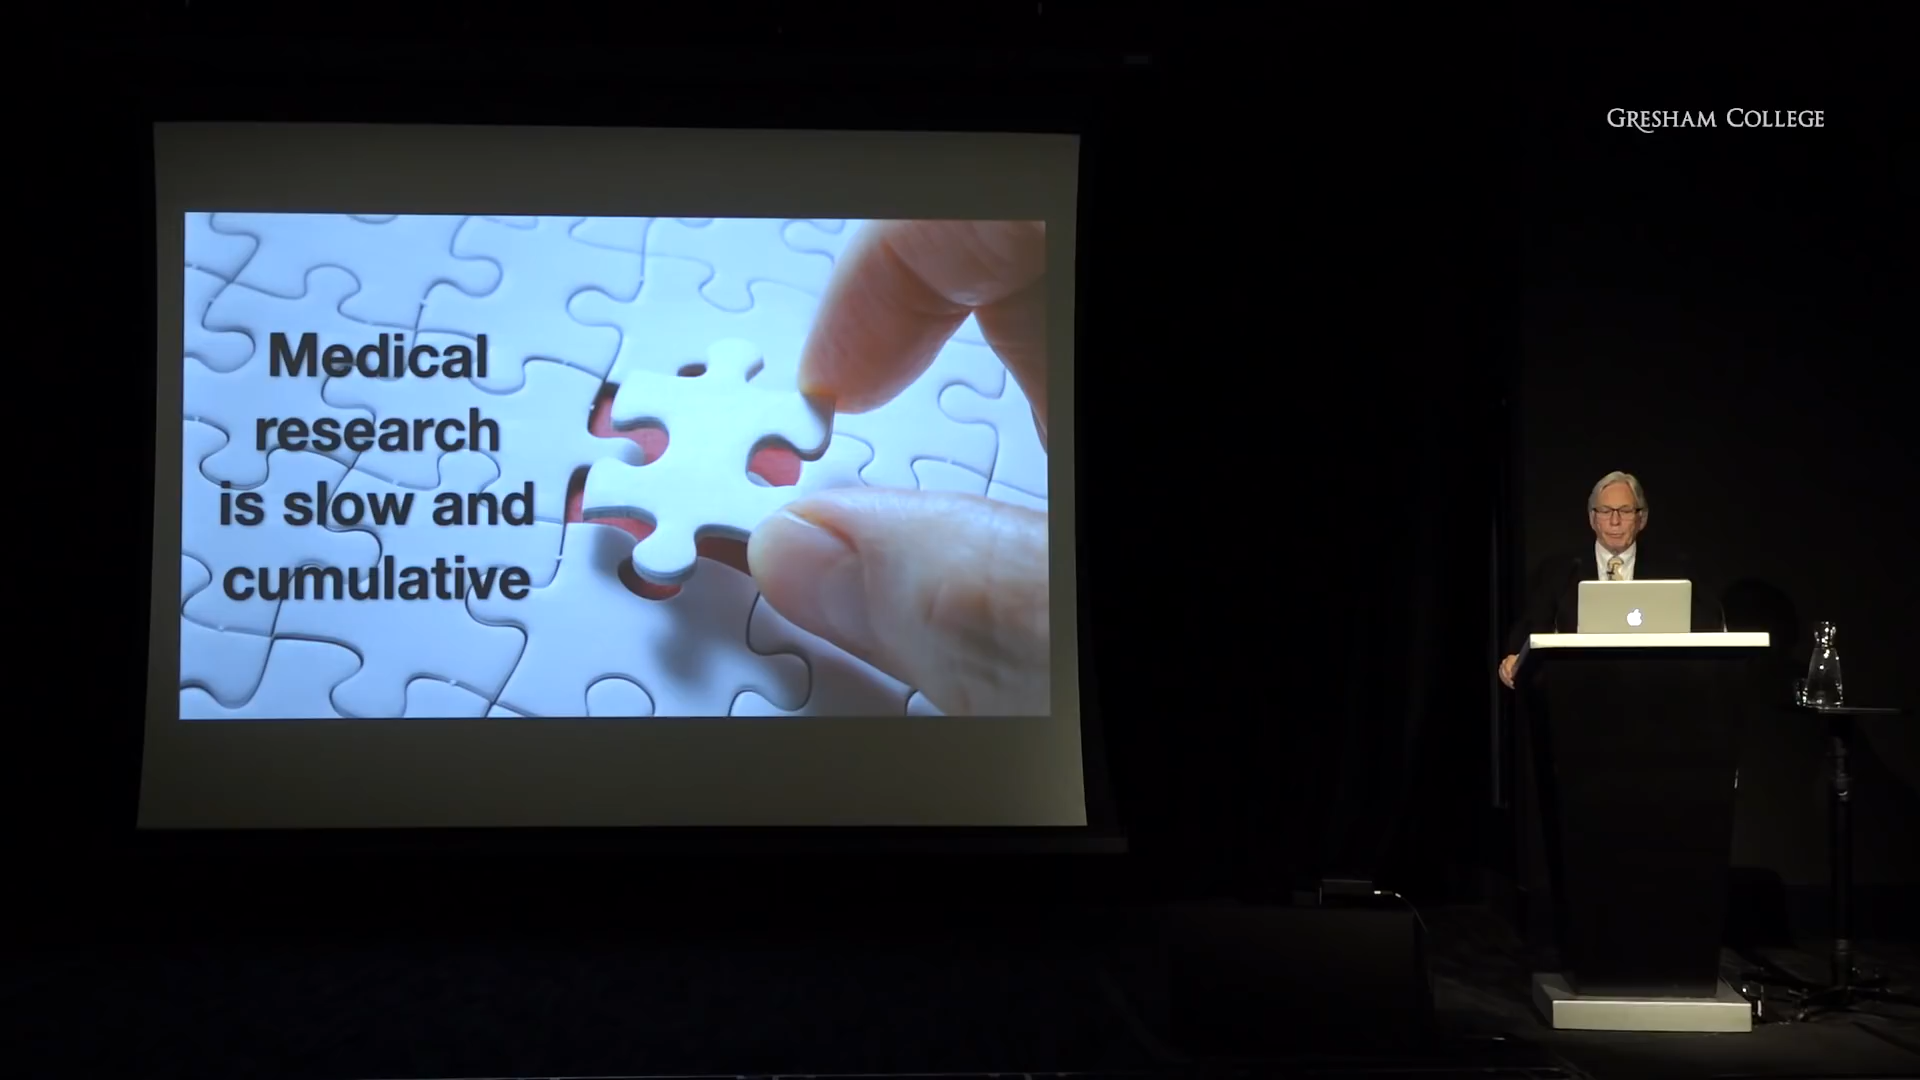 GRESHAM COLLEGE
Medical
research
is slow and
cumulative